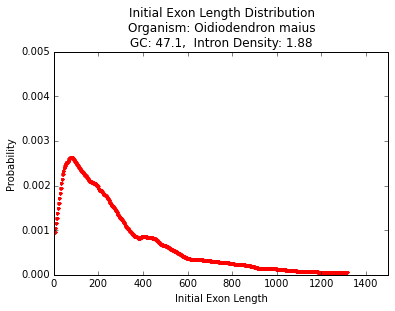 Initial Exon Length Distribution
Organism: Oidiodendron maius
GC: 47.1,  Intron Density: 1.88
0.005
0.004
0.003
0.002
0.001
0.000
Probability
0
200
400
600
800
1000
1200
1400
Initial Exon Length